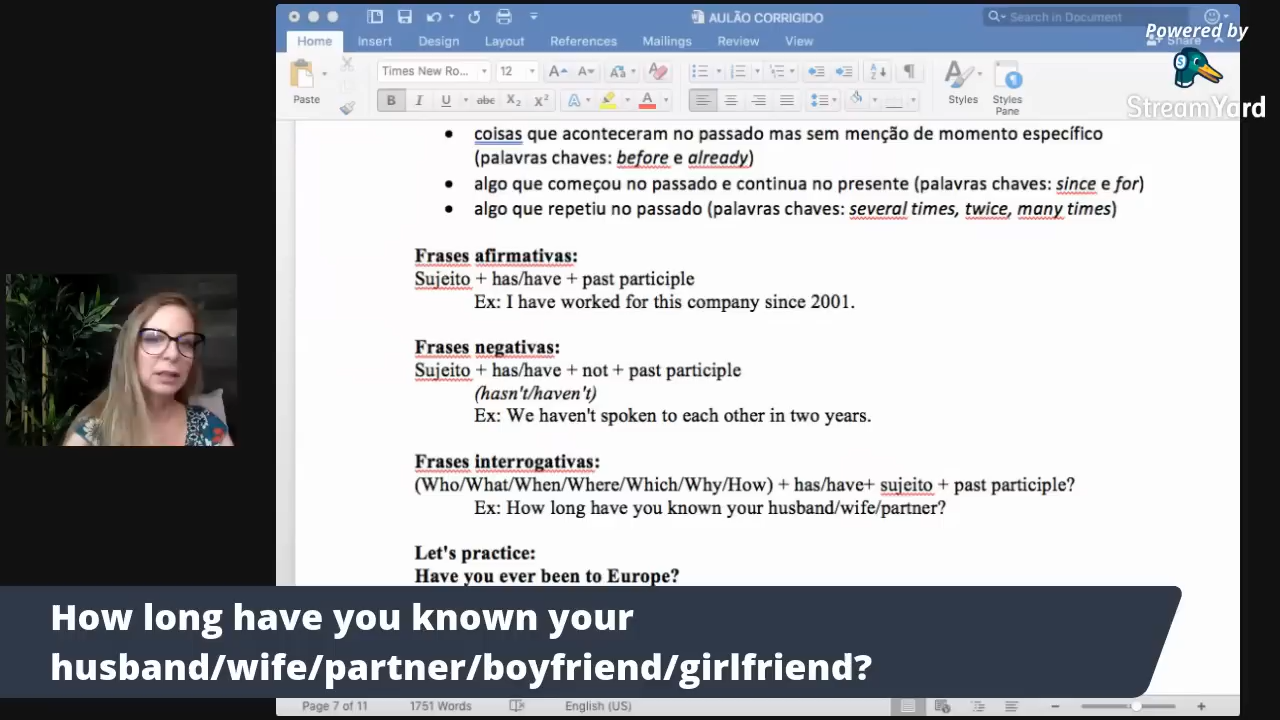 AULÃO CORRIGIDO
Search in Document
Powered by
Home Insert Design Layout References Mailings Review View
Share
StreamYard
Times New Ro... 12
Paste
B I U abc X₂ X²
Styles
Styles Pane
coisas que aconteceram no passado mas sem menção de momento específico
(palavras chaves: before e already)
algo que começou no passado e continua no presente (palavras chaves: since e for)
algo que repetiu no passado (palavras chaves: several times, twice, many times)
Frases afirmativas:
Sujeito + has/have + past participle
Ex: I have worked for this company since 2001.
Frases negativas:
Sujeito + has/have + not + past participle
(hasn't/haven't)
Ex: We haven't spoken to each other in two years.
Frases interrogativas:
(Who/What/When/Where/Which/Why/How) + has/have+ sujeito + past participle?
Ex: How long have you known your husband/wife/partner?
Let's practice:
Have you ever been to Europe?
How long have you known your
husband/wife/partner/boyfriend/girlfriend?
Page 7 of 11 1751 Words English (US)